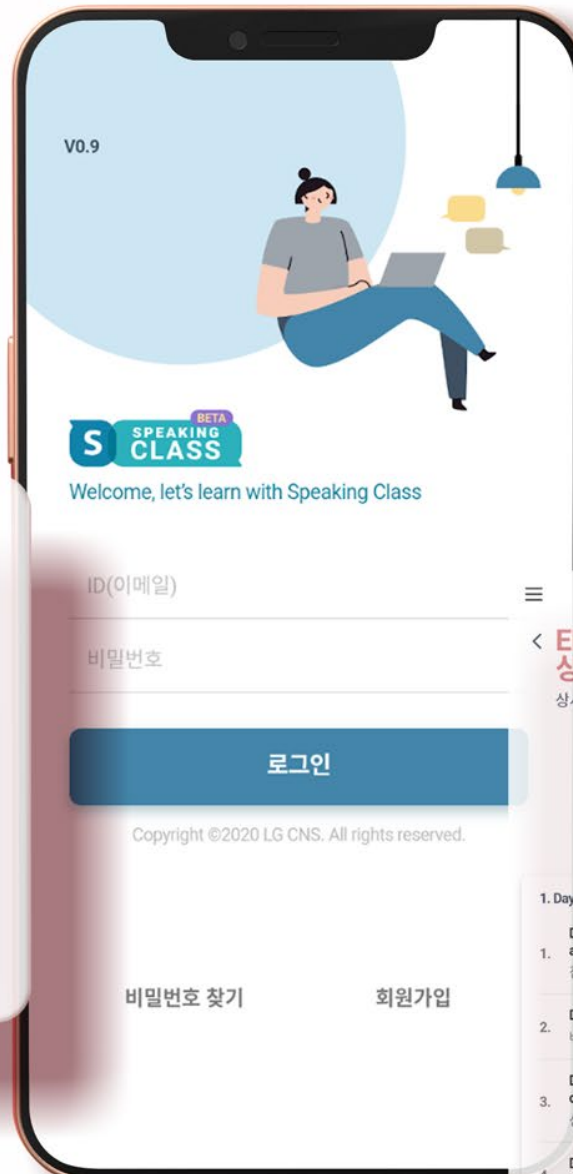 V0.9
BETA
S SPEAKING
CLASS
Welcome, let's learn with Speaking Class
ID(이메일)
비밀번호
로그인
Copyright ©2020 LG CNS. All rights reserved.
비밀번호 찾기 회원가입
1. Day
1.
2.
3.